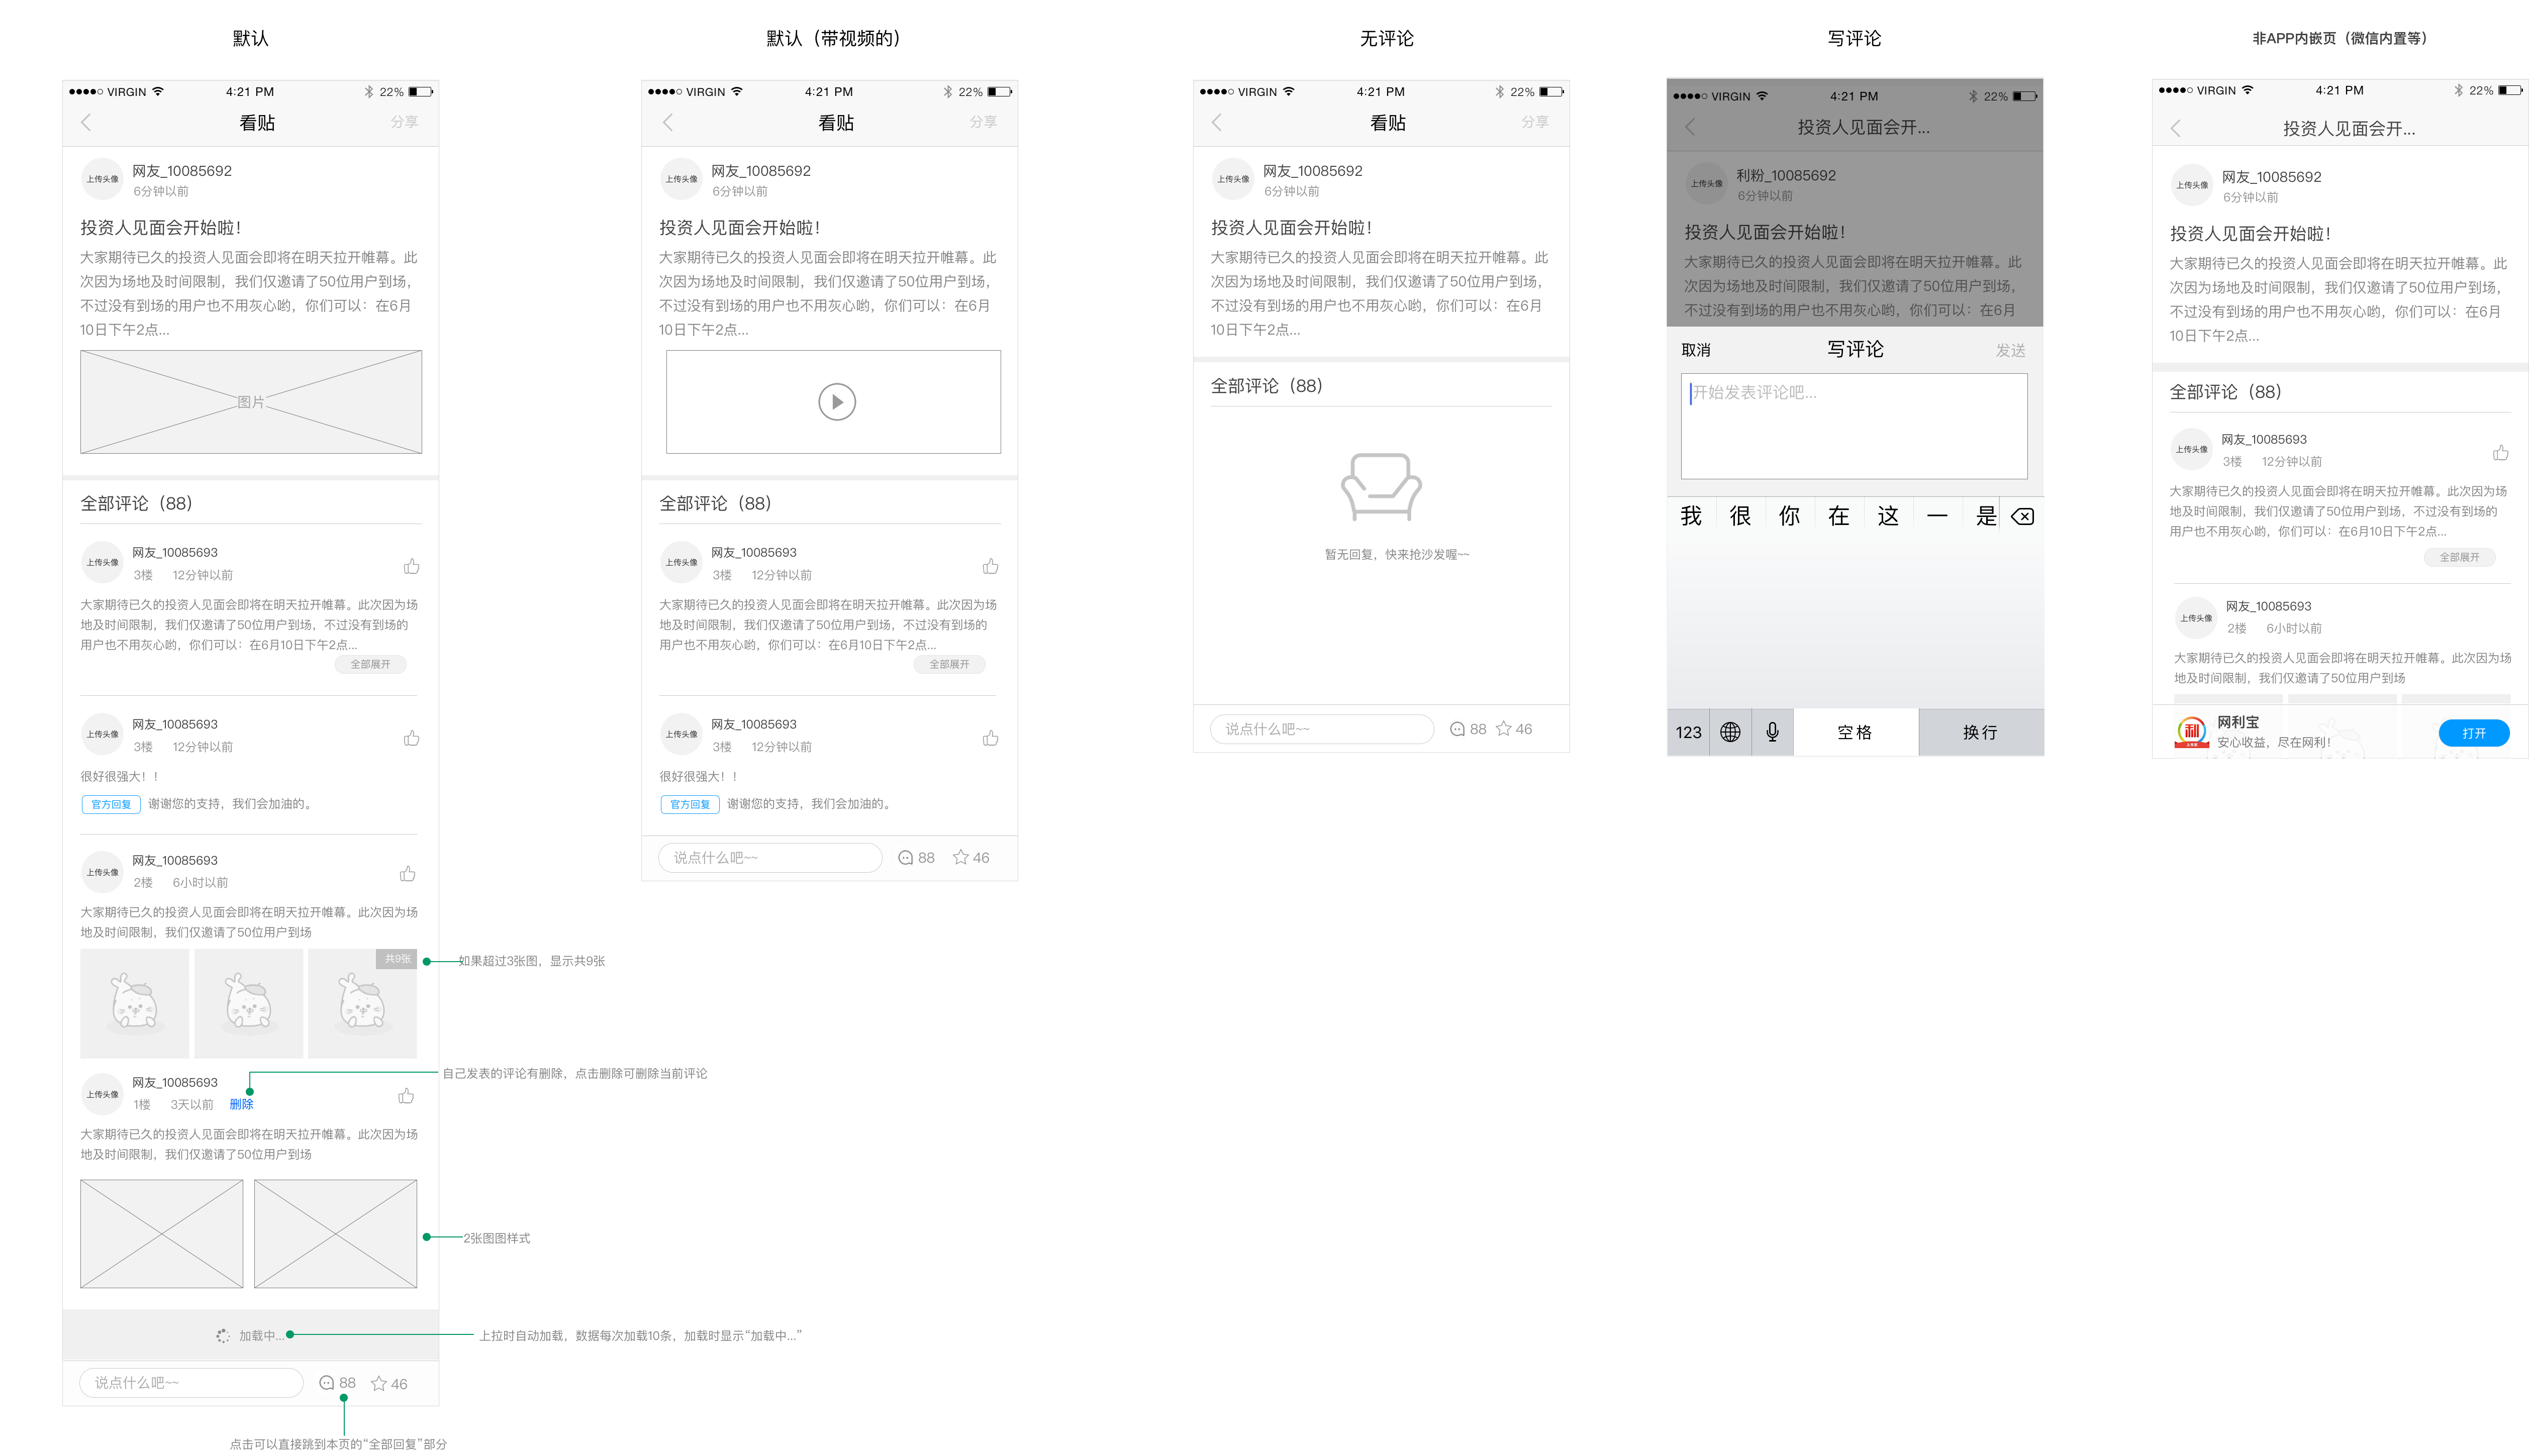 默认
●●●●○ VIRGIN 4:21 PM 22%
看贴 分享
上传头像 网友_10085692
6分钟以前
投资人见面会开始啦！
大家期待已久的投资人见面会即将在明天拉开帷幕。此
次因为场地及时间限制，我们仅邀请了50位用户到场，
不过没有到场的用户也不用灰心哟，你们可以：在6月
10日下午2点...
图片
全部评论（88）
上传头像 网友_10085693
3楼 12分钟以前
大家期待已久的投资人见面会即将在明天拉开帷幕。此次因为场
地及时间限制，我们仅邀请了50位用户到场，不过没有到场的
用户也不用灰心哟，你们可以：在6月10日下午2点...
全部展开
上传头像 网友_10085693
3楼 12分钟以前
很好很强大！！
官方回复 谢谢您的支持，我们会加油的。
上传头像 网友_10085693
2楼 6小时以前
大家期待已久的投资人见面会即将在明天拉开帷幕。此次因为场
地及时间限制，我们仅邀请了50位用户到场
共9张
如果超过3张图，显示共9张
自己发表的评论有删除，点击删除可删除当前评论
上传头像 网友_10085693
1楼 3天以前 删除
大家期待已久的投资人见面会即将在明天拉开帷幕。此次因为场
地及时间限制，我们仅邀请了50位用户到场
2张图图样式
加载中...
上拉时自动加载，数据每次加载10条，加载时显示“加载中...”
说点什么吧~~ 88 46
点击可以直接跳到本页的“全部回复”部分
默认（带视频的）
●●●●○ VIRGIN 4:21 PM 22%
看贴 分享
上传头像 网友_10085692
6分钟以前
投资人见面会开始啦！
大家期待已久的投资人见面会即将在明天拉开帷幕。此
次因为场地及时间限制，我们仅邀请了50位用户到场，
不过没有到场的用户也不用灰心哟，你们可以：在6月
10日下午2点...
全部评论（88）
上传头像 网友_10085693
3楼 12分钟以前
大家期待已久的投资人见面会即将在明天拉开帷幕。此次因为场
地及时间限制，我们仅邀请了50位用户到场，不过没有到场的
用户也不用灰心哟，你们可以：在6月10日下午2点...
全部展开
上传头像 网友_10085693
3楼 12分钟以前
很好很强大！！
官方回复 谢谢您的支持，我们会加油的。
说点什么吧~~ 88 46
无评论
●●●●○ VIRGIN 4:21 PM 22%
看贴 分享
上传头像 网友_10085692
6分钟以前
投资人见面会开始啦！
大家期待已久的投资人见面会即将在明天拉开帷幕。此
次因为场地及时间限制，我们仅邀请了50位用户到场，
不过没有到场的用户也不用灰心哟，你们可以：在6月
10日下午2点...
全部评论（88）
暂无回复，快来抢沙发喔~~
说点什么吧~~ 88 46
写评论
●●●●○ VIRGIN 4:21 PM 22%
投资人见面会开...
上传头像 利粉_10085692
6分钟以前
投资人见面会开始啦！
大家期待已久的投资人见面会即将在明天拉开帷幕。此
次因为场地及时间限制，我们仅邀请了50位用户到场，
不过没有到场的用户也不用灰心哟，你们可以：在6月
取消 写评论 发送
开始发表评论吧...
我 很 你 在 这 一 是
123 空格 换行
非APP内嵌页（微信内置等）
●●●●○ VIRGIN 4:21 PM 22%
投资人见面会开...
上传头像 网友_10085692
6分钟以前
投资人见面会开始啦！
大家期待已久的投资人见面会即将在明天拉开帷幕。此
次因为场地及时间限制，我们仅邀请了50位用户到场，
不过没有到场的用户也不用灰心哟，你们可以：在6月
10日下午2点...
全部评论（88）
上传头像 网友_10085693
3楼 12分钟以前
大家期待已久的投资人见面会即将在明天拉开帷幕。此次因为场
地及时间限制，我们仅邀请了50位用户到场，不过没有到场的
用户也不用灰心哟，你们可以：在6月10日下午2点...
全部展开
上传头像 网友_10085693
2楼 6小时以前
大家期待已久的投资人见面会即将在明天拉开帷幕。此次因为场
地及时间限制，我们仅邀请了50位用户到场
利 网利宝
安心收益，尽在网利！
打开